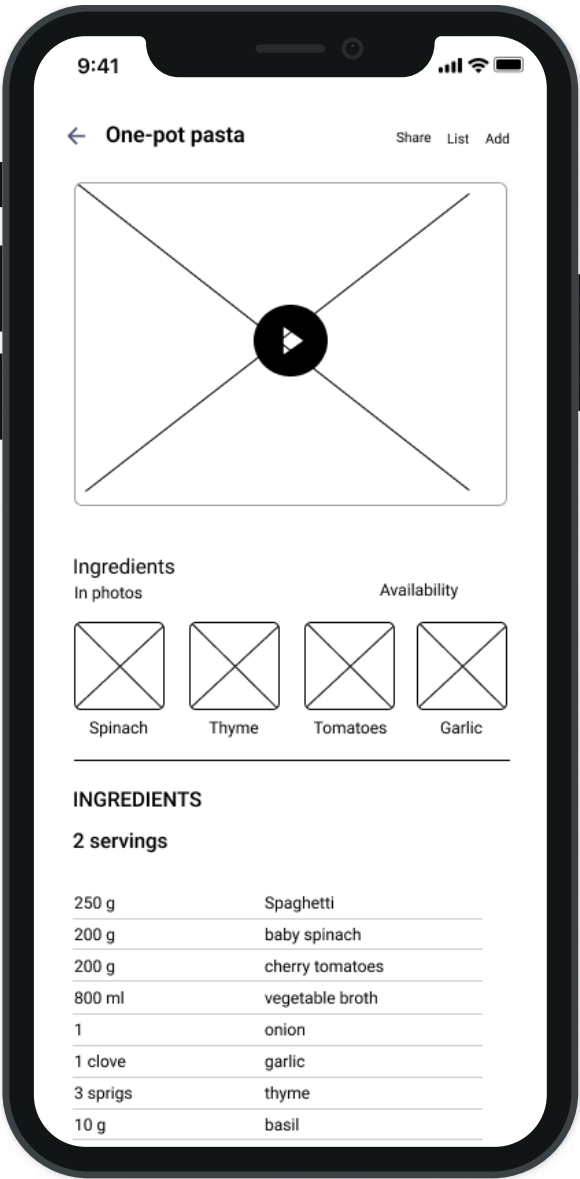 9:41
One-pot pasta Share List Add
Ingredients
In photos Availability
Spinach Thyme Tomatoes Garlic
INGREDIENTS
2 servings
250 g Spaghetti
200 g baby spinach
200 g cherry tomatoes
800 ml vegetable broth
1 onion
1 clove garlic
3 sprigs thyme
10 g basil